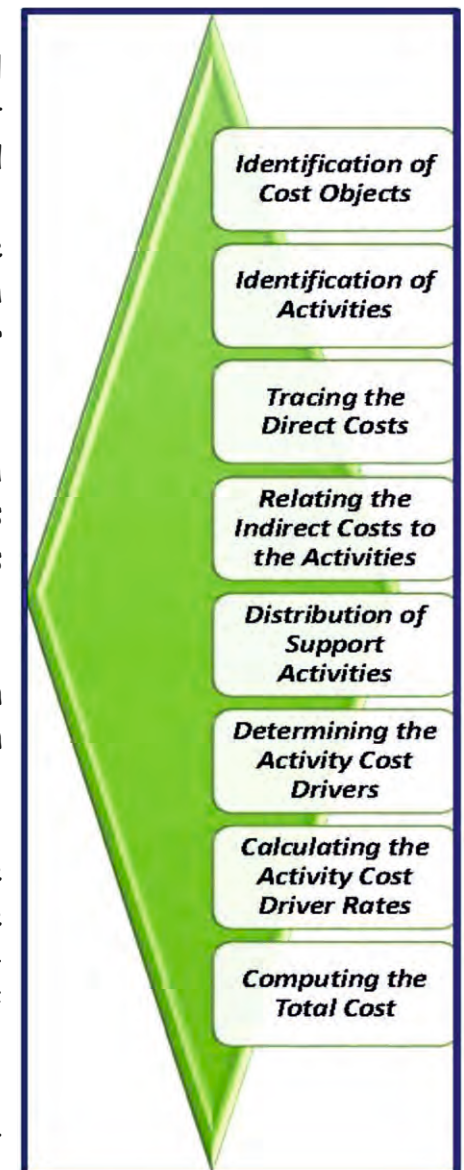 Identification of
Cost Objects
Identification of
Activities
Tracing the
Direct Costs
Relating the
Indirect Costs to
the Activities
Distribution of
Support
Activities
Determining the
Activity Cost
Drivers
Calculating the
Activity Cost
Driver Rates
Computing the
Total Cost